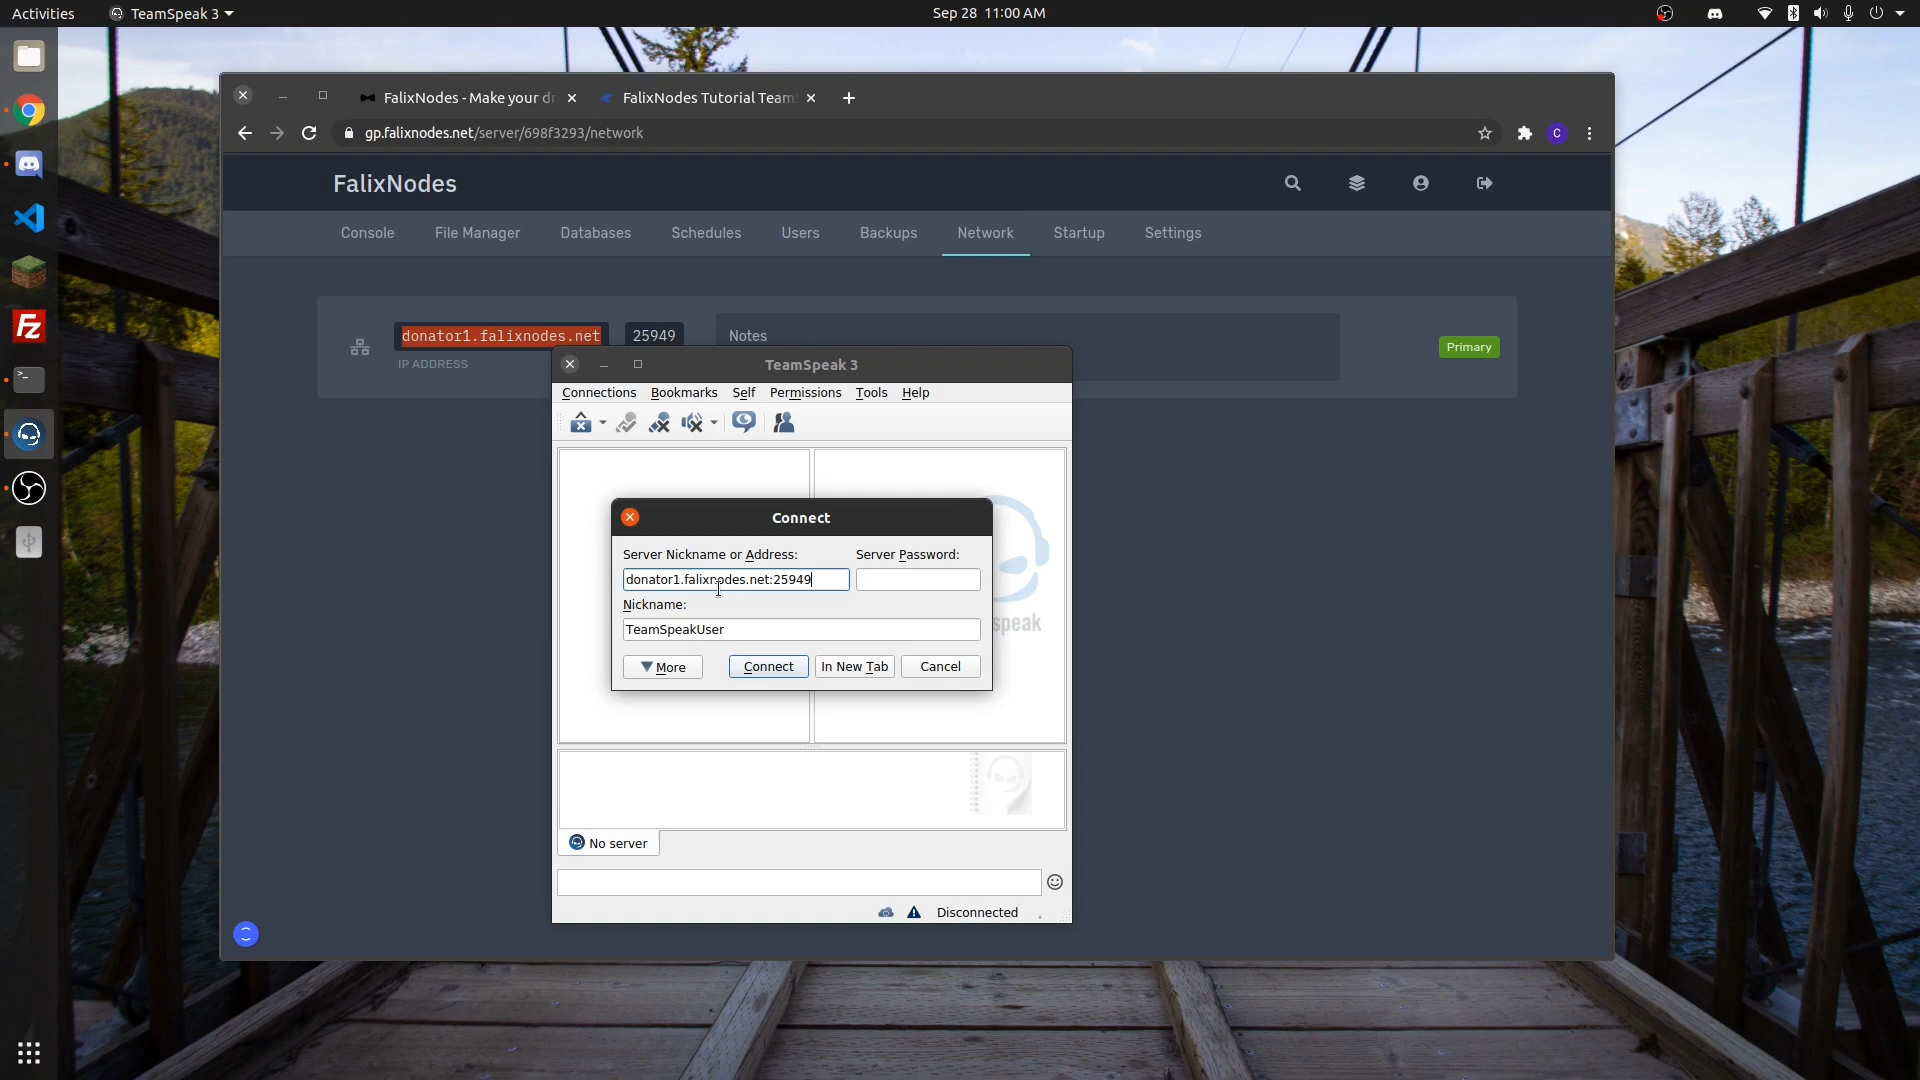 Activities
TeamSpeak 3
Sep 28 11:00 AM
FalixNodes - Make your dr
FalixNodes Tutorial Team
gp.falixnodes.net/server/698f3293/network
C
FalixNodes
Console
File Manager
Databases
Schedules
Users
Backups
Network
Startup
Settings
donator1.falixnodes.net
25949
Notes
IP ADDRESS
Primary
TeamSpeak 3
Connections
Bookmarks
Self
Permissions
Tools
Help
Connect
Server Nickname or Address:
Server Password:
donator1.falixnodes.net:25949
Nickname:
TeamSpeakUser
More
Connect
In New Tab
Cancel
speak
No server
Disconnected